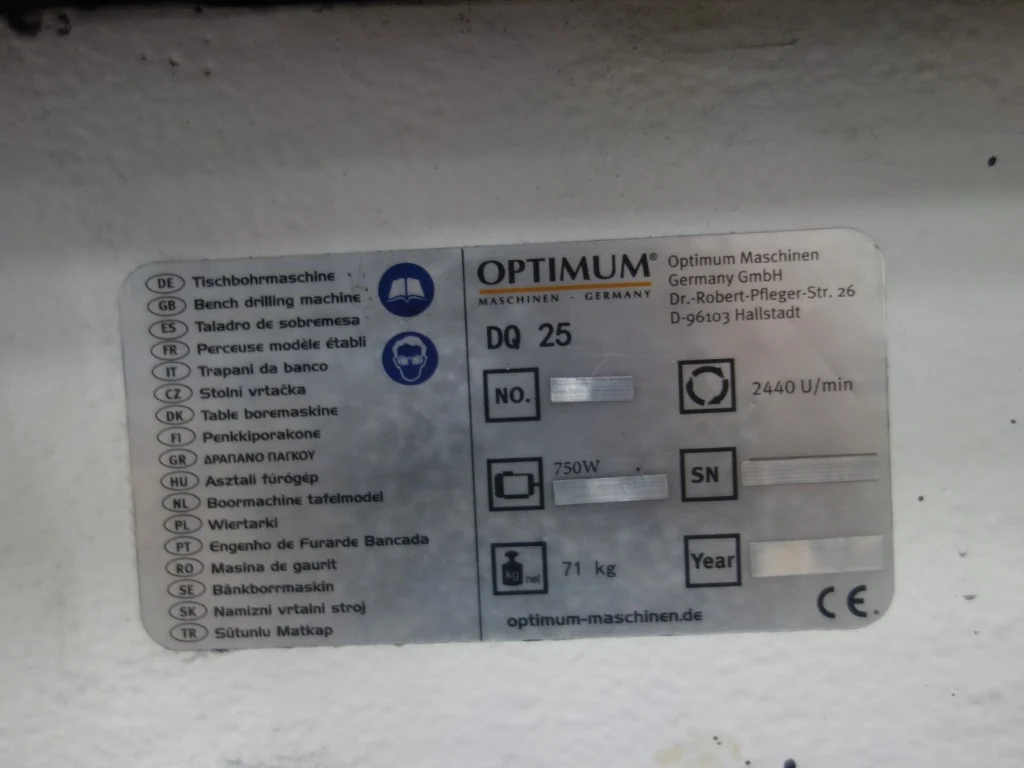 DE Tischbohrmaschine
GB Bench drilling machine
ES Taladro de sobremesa
FR Perceuse modèle établi
IT Trapani da banco
CZ Stolní vrtačka
DK Table boremaskine
FI Penkkiporakone
GR ΔΡΑΠΑΝΟ ΠΑΓΚΟΥ
HU Asztali fúrógép
NL Boormachine tafelmodel
PL Wiertarki
PT Engenho de Furarde Bancada
RO Masina de gaurit
SE Bänkborrmaskin
SK Namizni vrtalni stroj
TR Sütunlu Matkap
OPTIMUM®
MASCHINEN - GERMANY
Optimum Maschinen
Germany GmbH
Dr.-Robert-Pfleger-Str. 26
D-96103 Hallstadt
DQ 25
NO.
2440 U/min
750W
SN
kg net 71 kg
Year
optimum-maschinen.de
CE